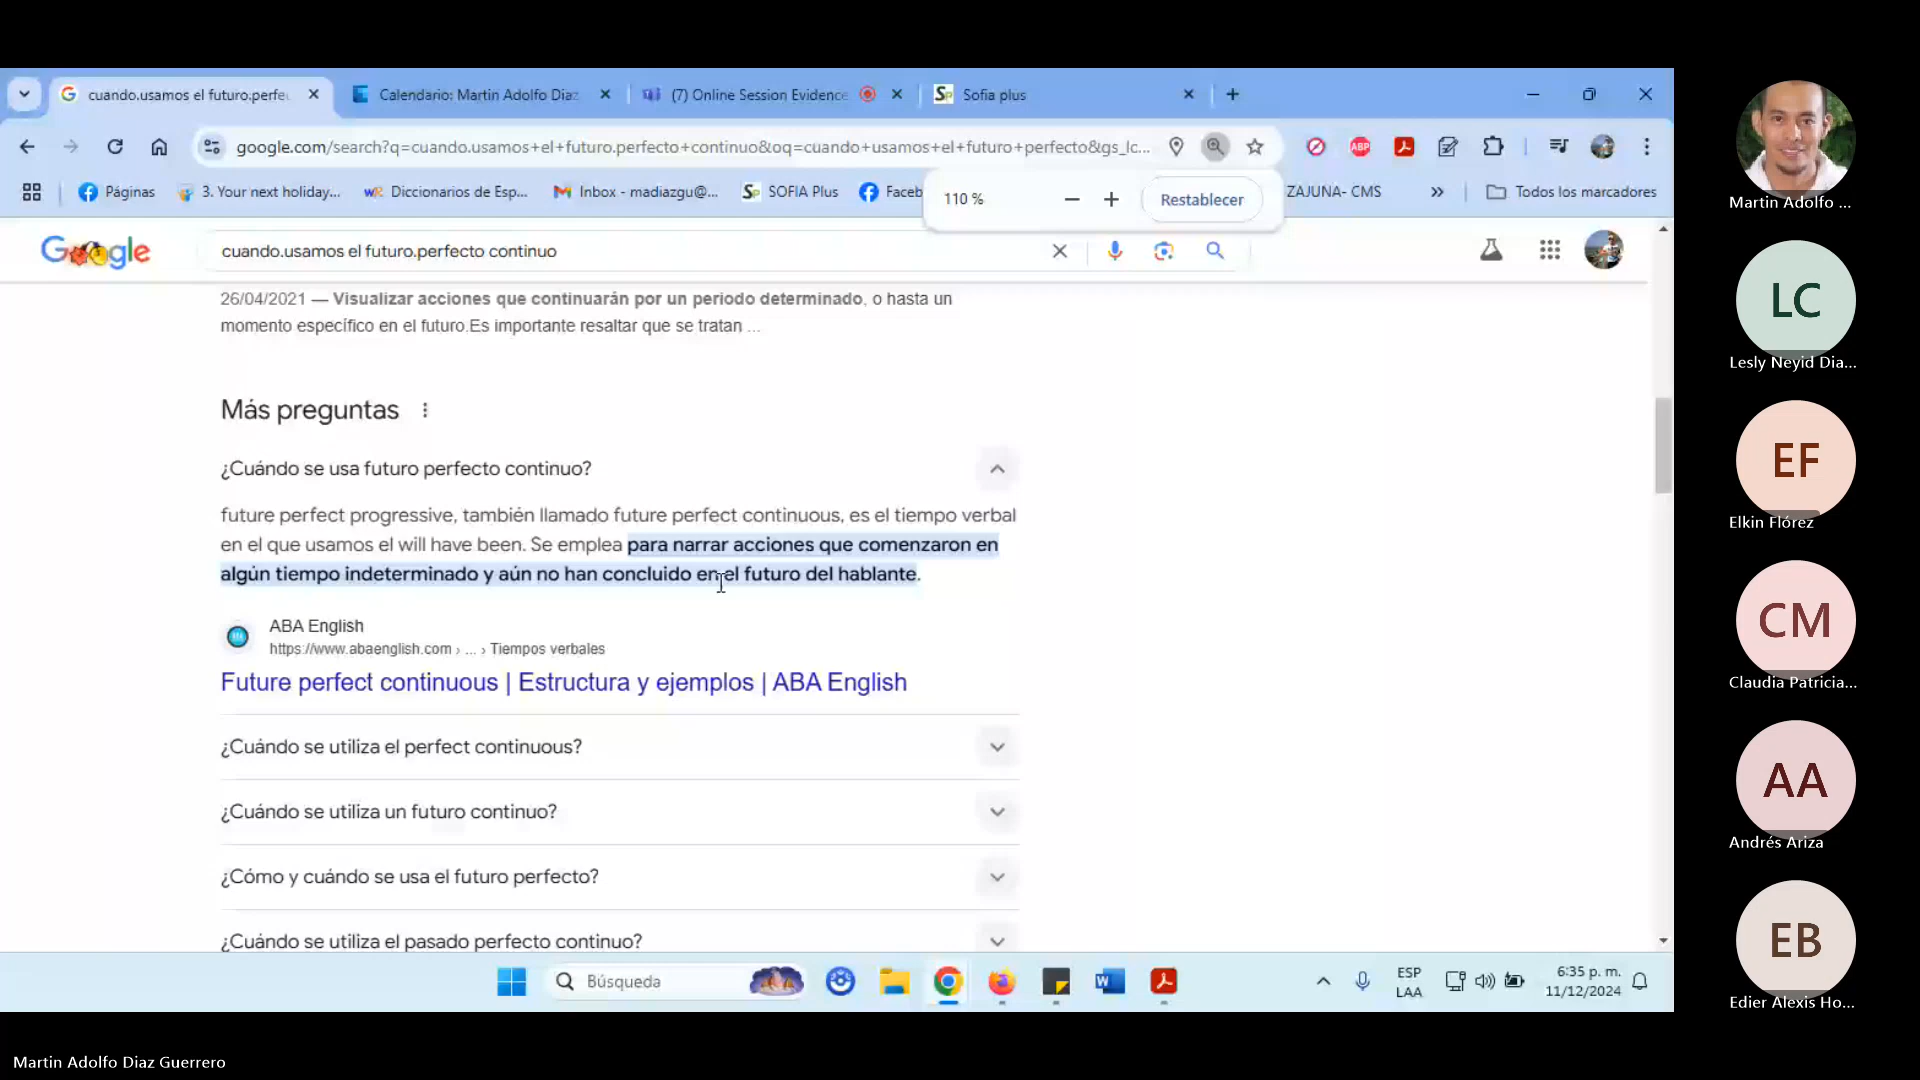 cuando.usamos el futuro.perfe
Calendario: Martin Adolfo Diaz
(7) Online Session Evidence
Sofia plus
google.com/search?q=cuando.usamos+el+futuro.perfecto+continuo&oq=cuando+usamos+el+futuro+perfecto&gs_lc...
ABP
Páginas
3. Your next holiday...
Diccionarios de Esp...
Inbox - madiazgu@...
SOFIA Plus
Faceb
ZAJUNA- CMS
Todos los marcadores
110 %
Restablecer
Google
cuando.usamos el futuro.perfecto continuo
26/04/2021 — Visualizar acciones que continuarán por un periodo determinado, o hasta un
momento específico en el futuro.Es importante resaltar que se tratan ...
Más preguntas
¿Cuándo se usa futuro perfecto continuo?
future perfect progressive, también llamado future perfect continuous, es el tiempo verbal
en el que usamos el will have been. Se emplea para narrar acciones que comenzaron en
algún tiempo indeterminado y aún no han concluido en el futuro del hablante.
ABA English
https://www.abaenglish.com › ... › Tiempos verbales
Future perfect continuous | Estructura y ejemplos | ABA English
¿Cuándo se utiliza el perfect continuous?
¿Cuándo se utiliza un futuro continuo?
¿Cómo y cuándo se usa el futuro perfecto?
¿Cuándo se utiliza el pasado perfecto continuo?
Búsqueda
ESP
LAA
6:35 p. m.
11/12/2024
Martin Adolfo ...
LC
Lesly Neyid Dia...
EF
Elkin Flórez
CM
Claudia Patricia...
AA
Andrés Ariza
EB
Edier Alexis Ho...
Martin Adolfo Diaz Guerrero